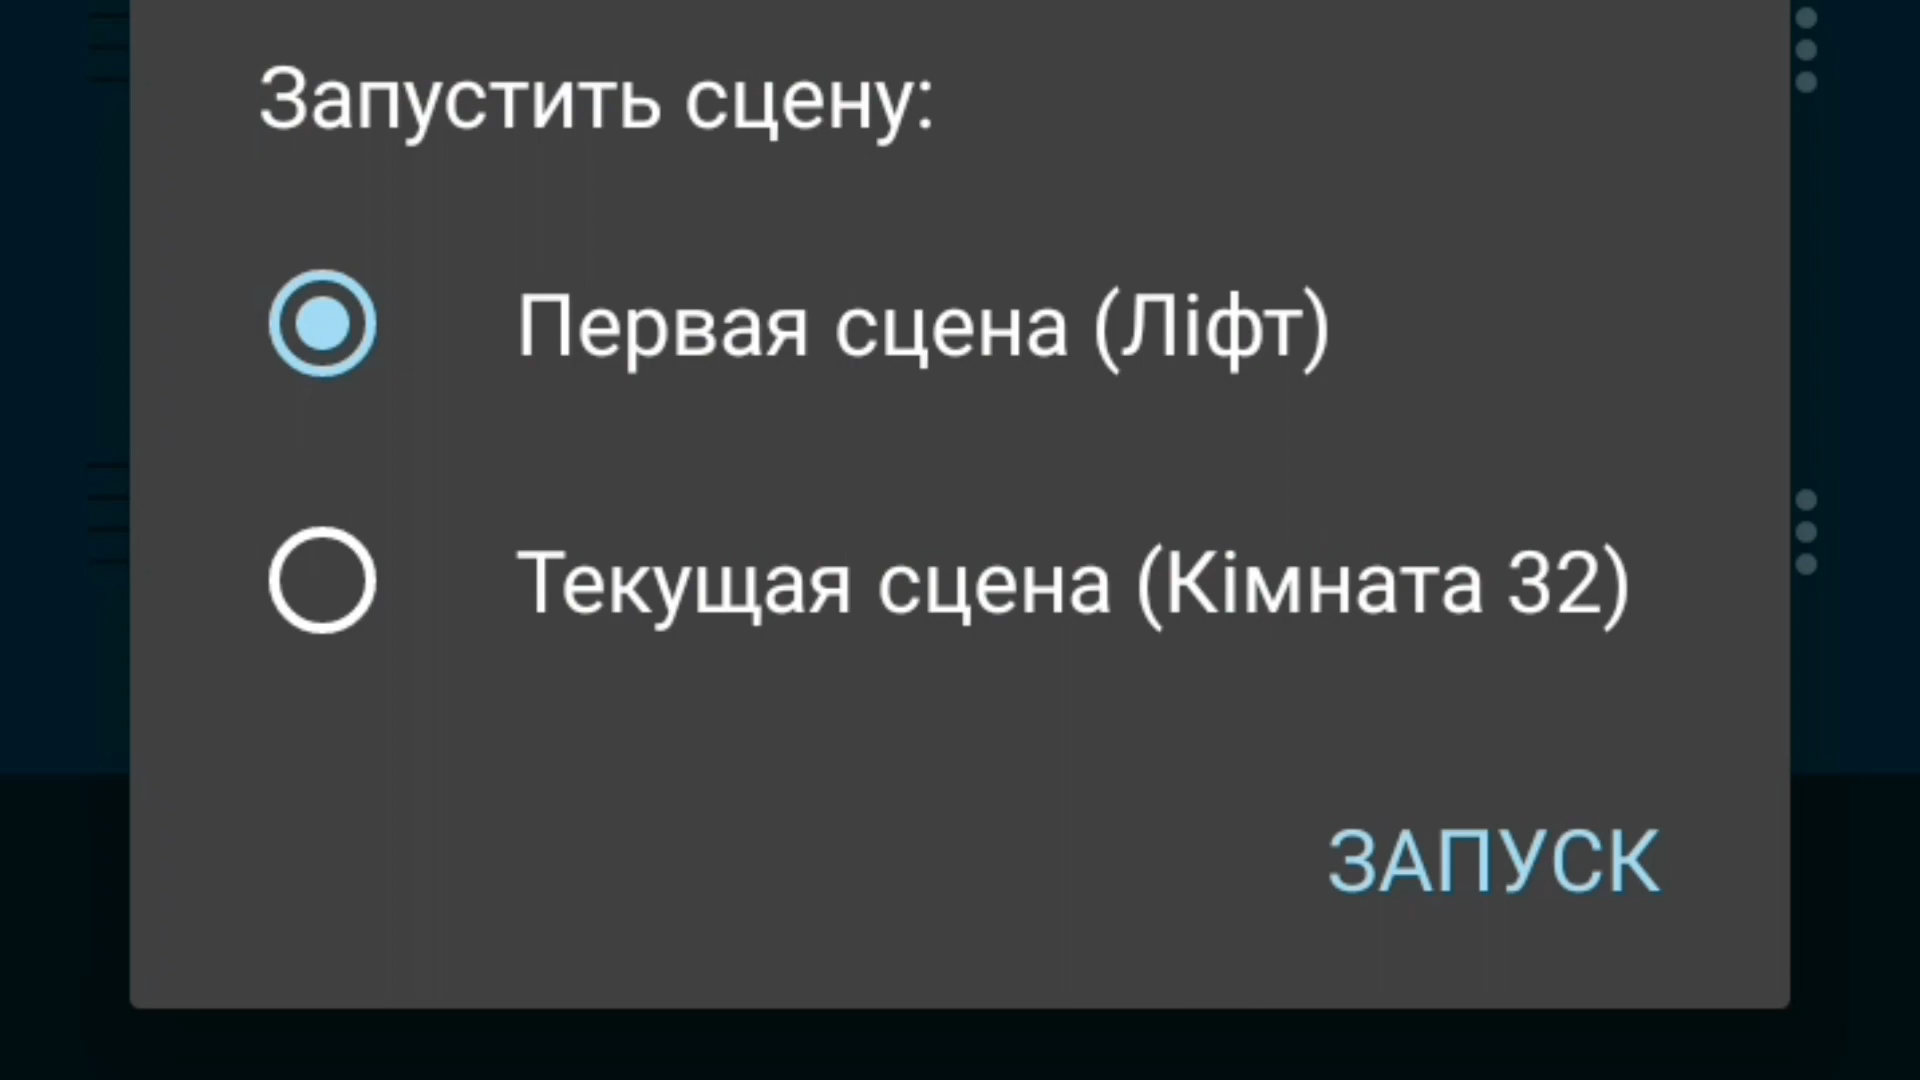 Запустить сцену:
Первая сцена (Ліфт)
Текущая сцена (Кімната 32)
ЗАПУСК